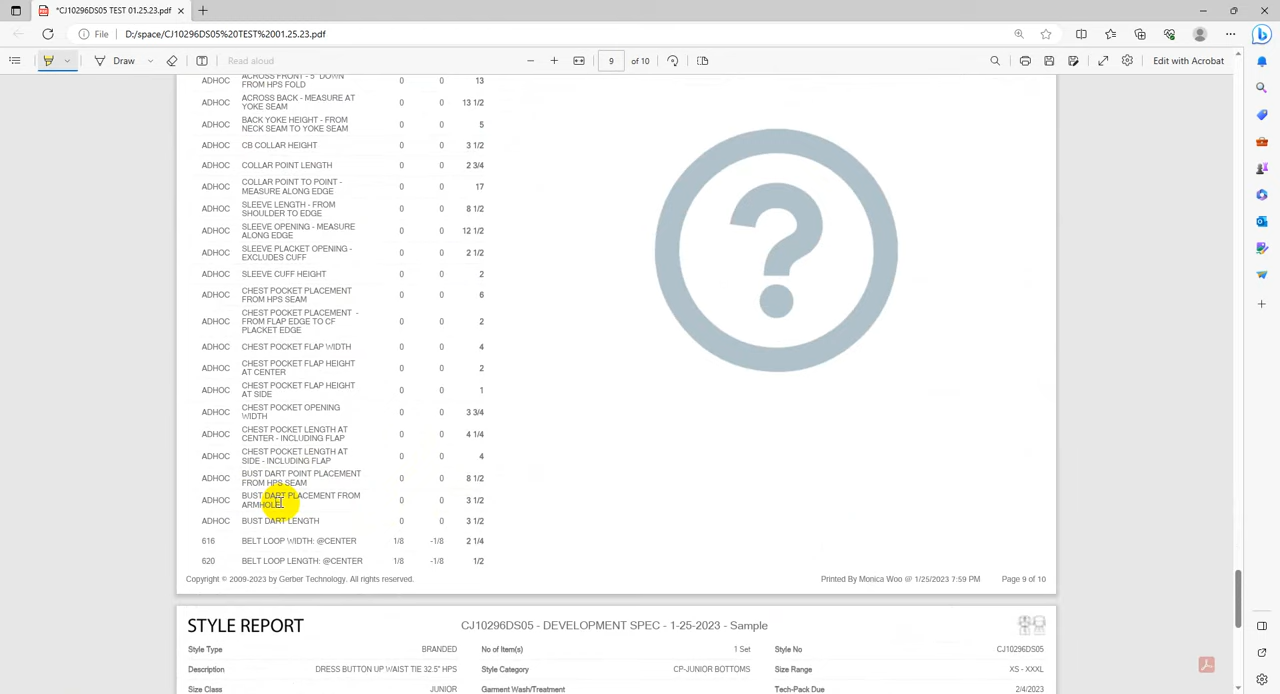 *CJ10296DS05 TEST 01.25.23.pdf
File D:/space/CJ10296DS05%20TEST%2001.25.23.pdf
Draw Read aloud 9 of 10 Edit with Acrobat
ACROSS FRONT - 5" DOWN
ADHOC FROM HPS FOLD 0 0 13
ADHOC ACROSS BACK - MEASURE AT 0 0 13 1/2
YOKE SEAM
ADHOC BACK YOKE HEIGHT - FROM 0 0 5
NECK SEAM TO YOKE SEAM
ADHOC CB COLLAR HEIGHT 0 0 3 1/2
ADHOC COLLAR POINT LENGTH 0 0 2 3/4
ADHOC COLLAR POINT TO POINT - 0 0 17
MEASURE ALONG EDGE
ADHOC SLEEVE LENGTH - FROM 0 0 8 1/2
SHOULDER TO EDGE
ADHOC SLEEVE OPENING - MEASURE 0 0 12 1/2
ALONG EDGE
ADHOC SLEEVE PLACKET OPENING - 0 0 2 1/2
EXCLUDES CUFF
ADHOC SLEEVE CUFF HEIGHT 0 0 2
ADHOC CHEST POCKET PLACEMENT 0 0 6
FROM HPS SEAM
CHEST POCKET PLACEMENT -
ADHOC FROM FLAP EDGE TO CF 0 0 2
PLACKET EDGE
ADHOC CHEST POCKET FLAP WIDTH 0 0 4
ADHOC CHEST POCKET FLAP HEIGHT 0 0 2
AT CENTER
ADHOC CHEST POCKET FLAP HEIGHT 0 0 1
AT SIDE
ADHOC CHEST POCKET OPENING 0 0 3 3/4
WIDTH
ADHOC CHEST POCKET LENGTH AT 0 0 4 1/4
CENTER - INCLUDING FLAP
ADHOC CHEST POCKET LENGTH AT 0 0 4
SIDE - INCLUDING FLAP
ADHOC BUST DART POINT PLACEMENT 0 0 8 1/2
FROM HPS SEAM
ADHOC BUST DART PLACEMENT FROM 0 0 3 1/2
ARMHOLE
ADHOC BUST DART LENGTH 0 0 3 1/2
616 BELT LOOP WIDTH: @CENTER 1/8 -1/8 2 1/4
620 BELT LOOP LENGTH: @CENTER 1/8 -1/8 1/2
Copyright © 2009-2023 by Gerber Technology. All rights reserved. Printed By Monica Woo @ 1/25/2023 7:59 PM Page 9 of 10
STYLE REPORT CJ10296DS05 - DEVELOPMENT SPEC - 1-25-2023 - Sample
Style Type BRANDED No of Item(s) 1 Set Style No CJ10296DS05
Description DRESS BUTTON UP WAIST TIE 32.5" HPS Style Category CP-JUNIOR BOTTOMS Size Range XS - XXXL
Size Class JUNIOR Garment Wash/Treatment Tech-Pack Due 2/4/2023